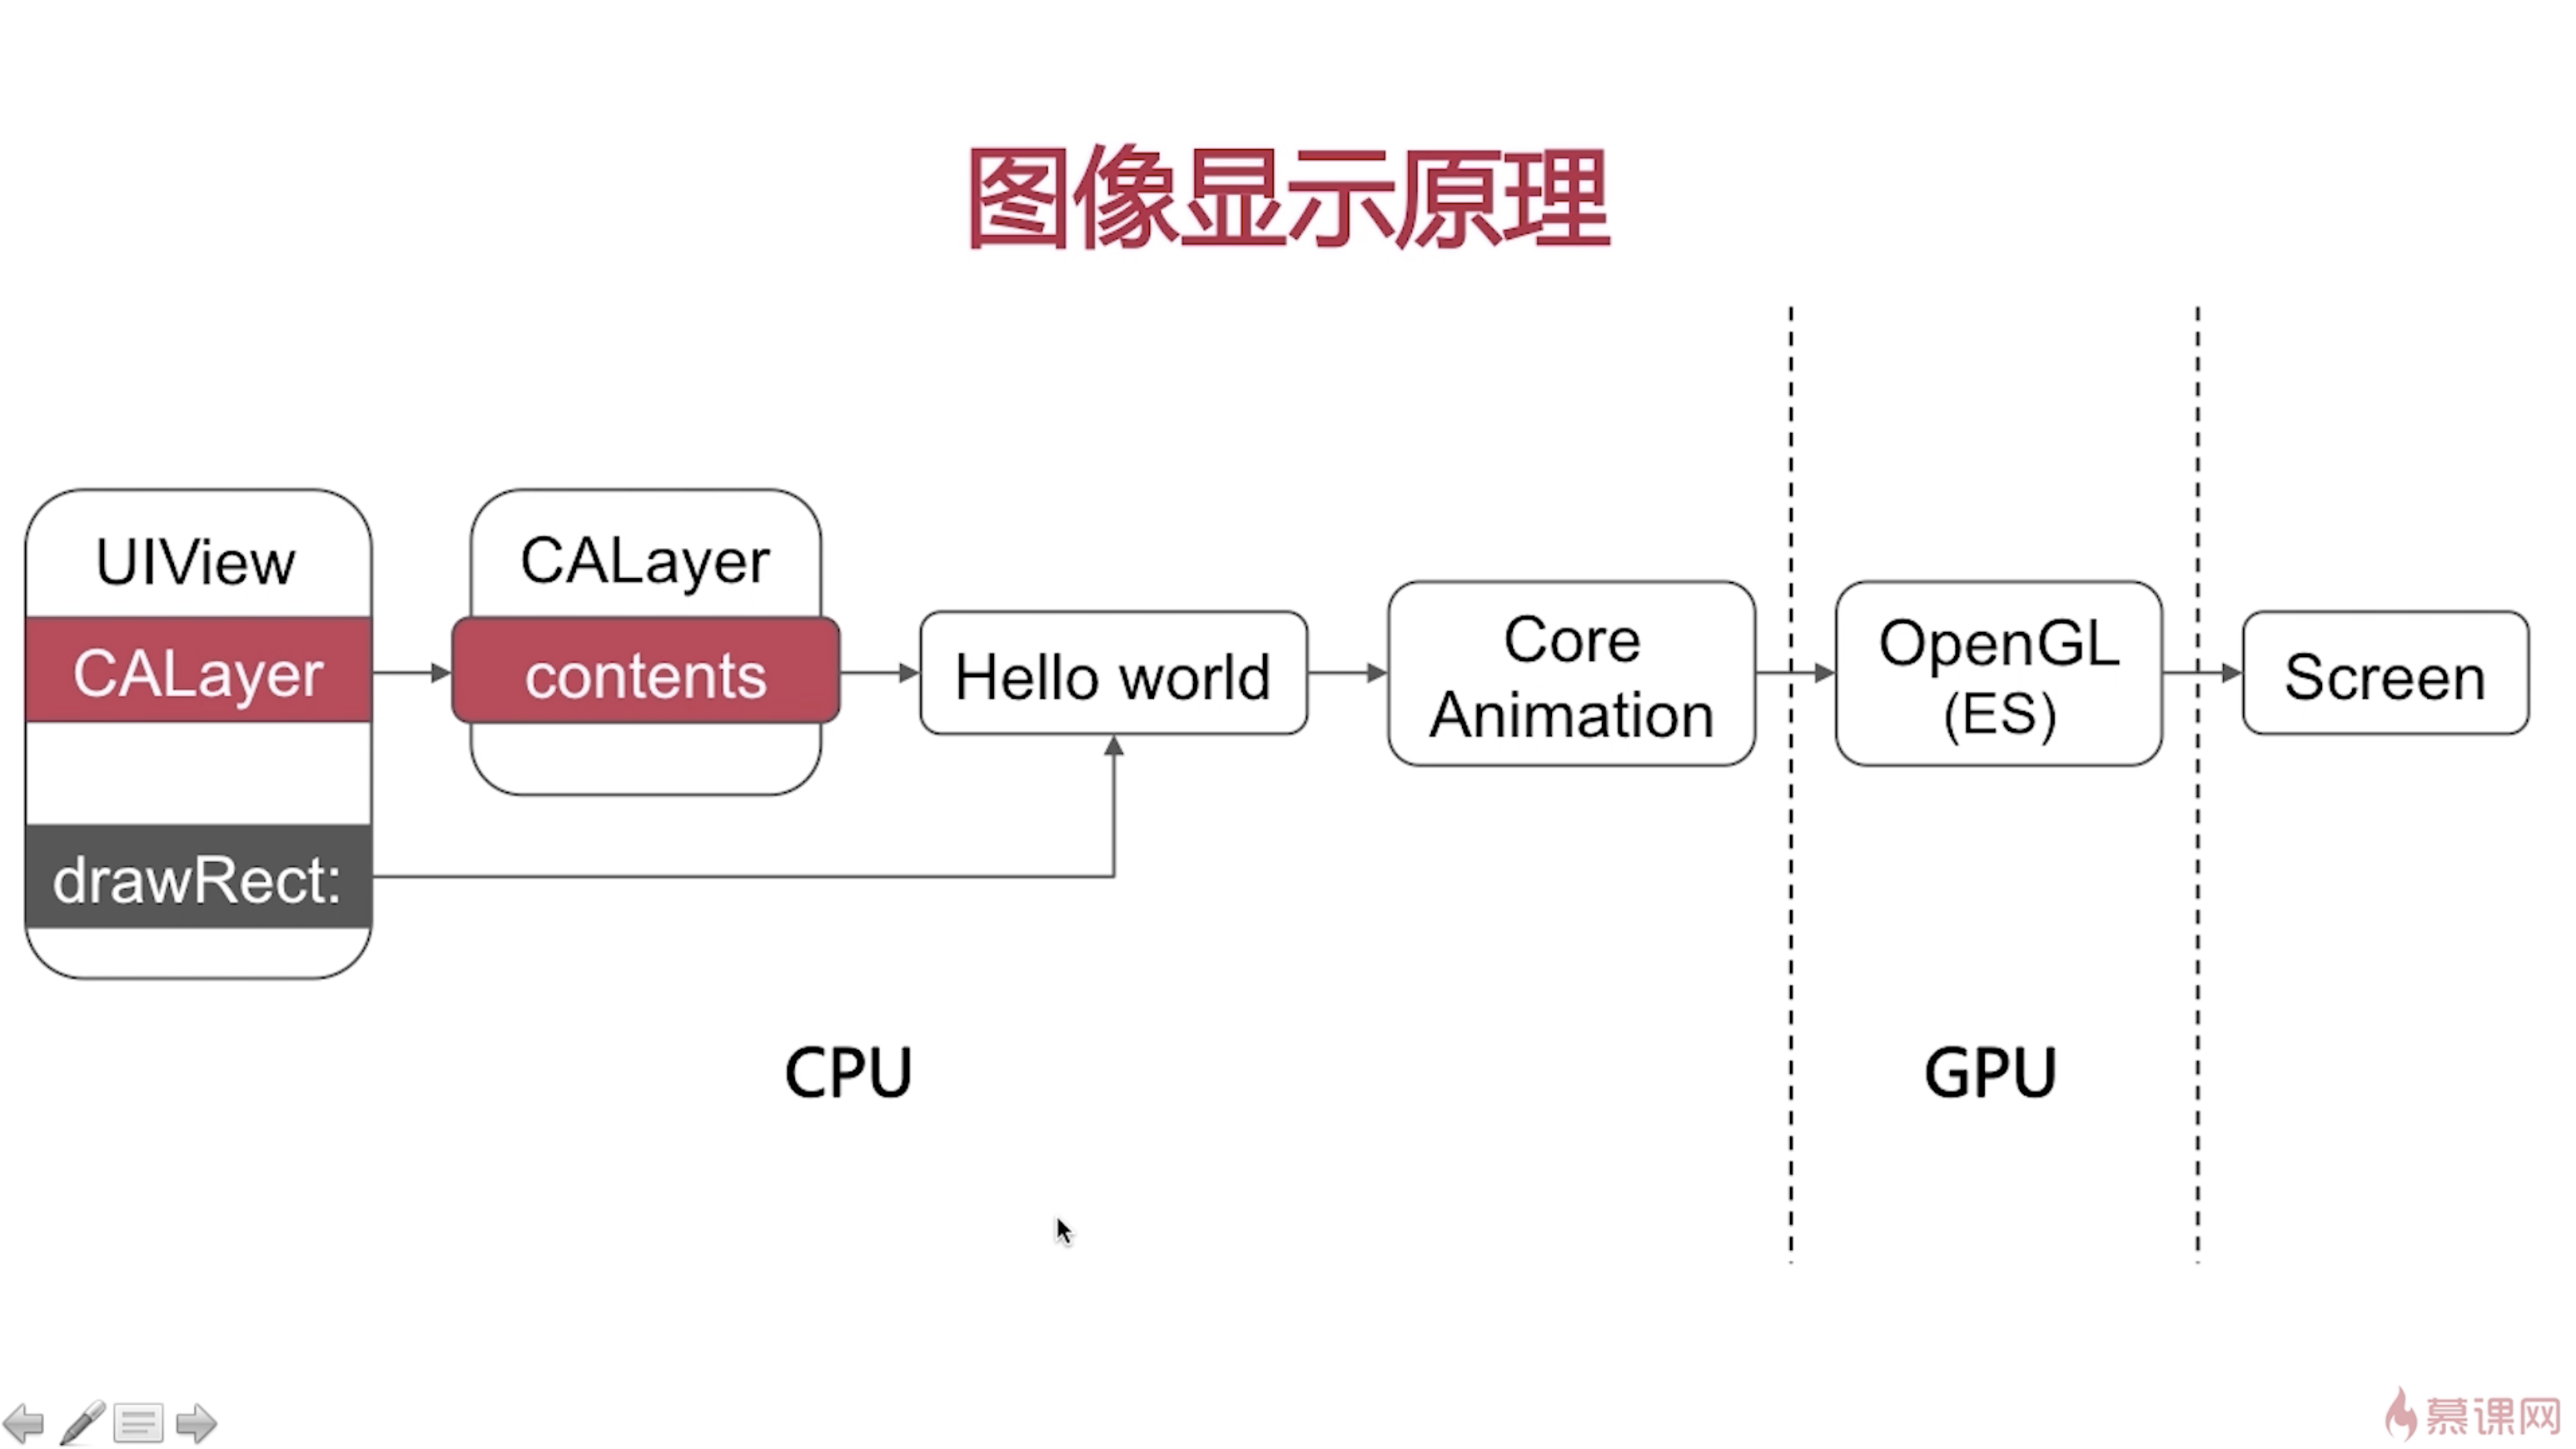 图像显示原理
UIView
CALayer
drawRect:
CALayer
contents
Hello world
Core
Animation
OpenGL
(ES)
Screen
CPU
GPU
慕课网